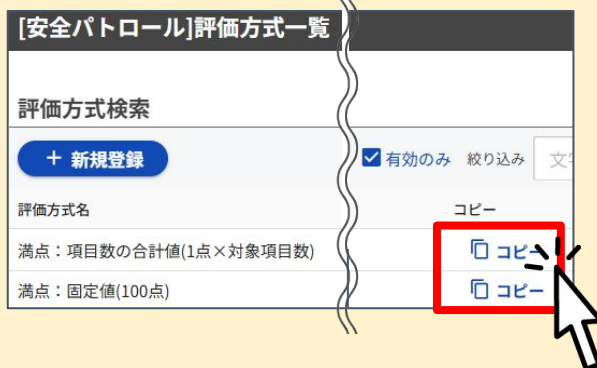 [安全パトロール]評価方式一覧
評価方式検索
+ 新規登録
有効のみ 絞り込み 文
評価方式名 コピー
満点：項目数の合計値(1点×対象項目数) コピー
満点：固定値(100点) コピー